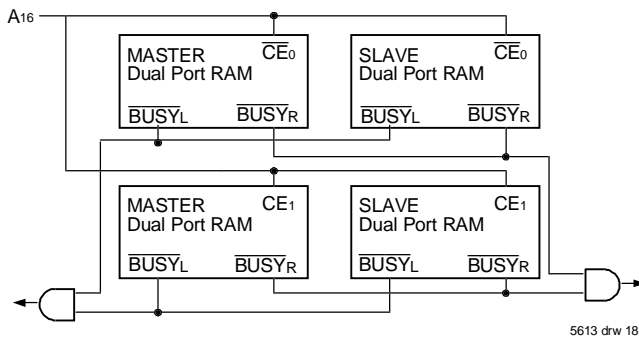 A16
MASTER CE0 SLAVE CE0
Dual Port RAM Dual Port RAM
BUSYL BUSYR BUSYL BUSYR
MASTER CE1 SLAVE CE1
Dual Port RAM Dual Port RAM
BUSYL BUSYR BUSYL BUSYR
5613 drw 18